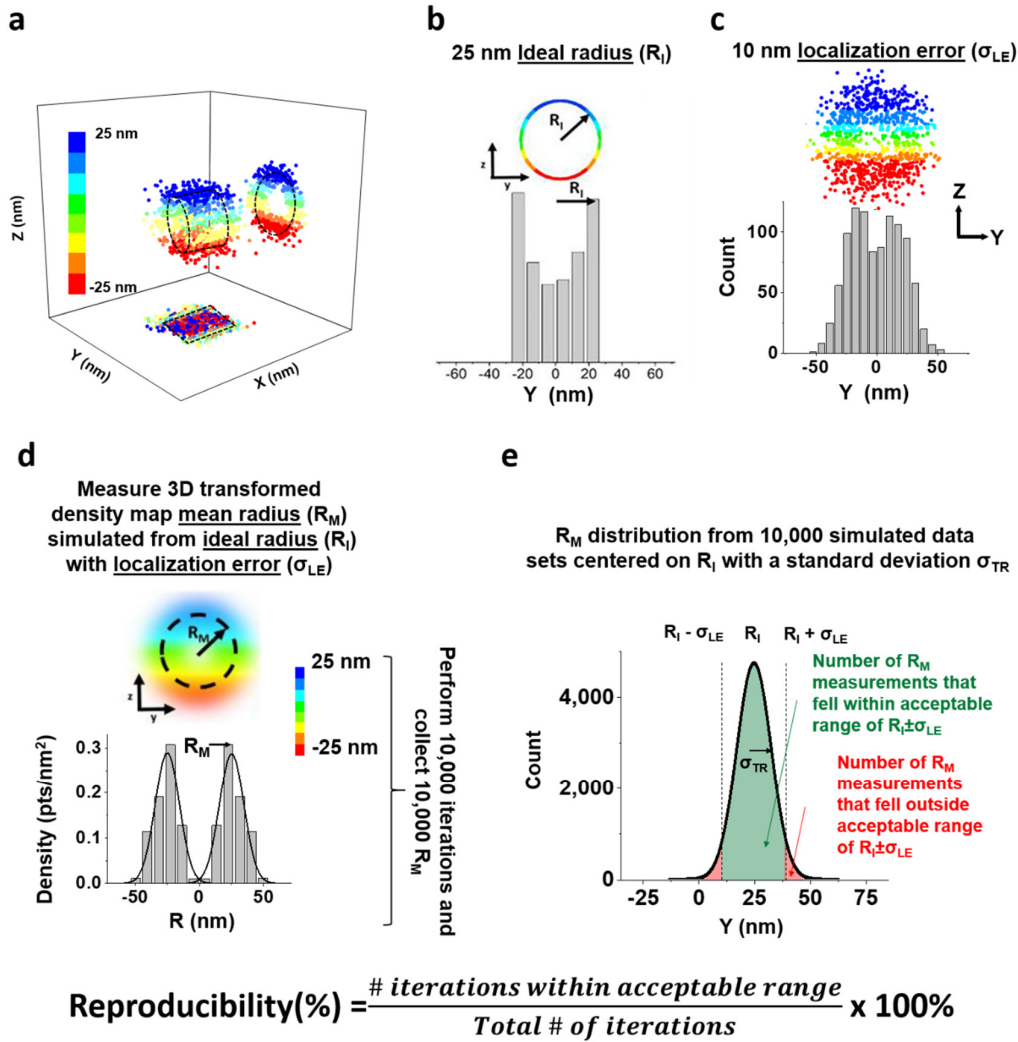 a
25 nm
-25 nm
Z (nm)
Y (nm)
X (nm)
b
25 nm Ideal radius (RI)
RI
z
y
RI
-60 -40 -20 0 20 40 60
Y (nm)
c
10 nm localization error (σLE)
Z
Y
100
50
0
Count
-50 0 50
Y (nm)
d
Measure 3D transformed
density map mean radius (RM)
simulated from ideal radius (RI)
with localization error (σLE)
RM
z
y
25 nm
-25 nm
RM
0.3
0.2
0.1
0.0
Density (pts/nm²)
-50 0 50
R (nm)
Perform 10,000 iterations and
collect 10,000 RM
e
RM distribution from 10,000 simulated data
sets centered on RI with a standard deviation σTR
RI - σLE RI RI + σLE
Number of RM
measurements that
fell within acceptable
range of RI±σLE
σTR
Number of RM
measurements
that fell outside
acceptable range
of RI±σLE
4,000
2,000
0
Count
-25 0 25 50 75
Y (nm)
Reproducibility(%) = # iterations within acceptable range / Total # of iterations x 100%